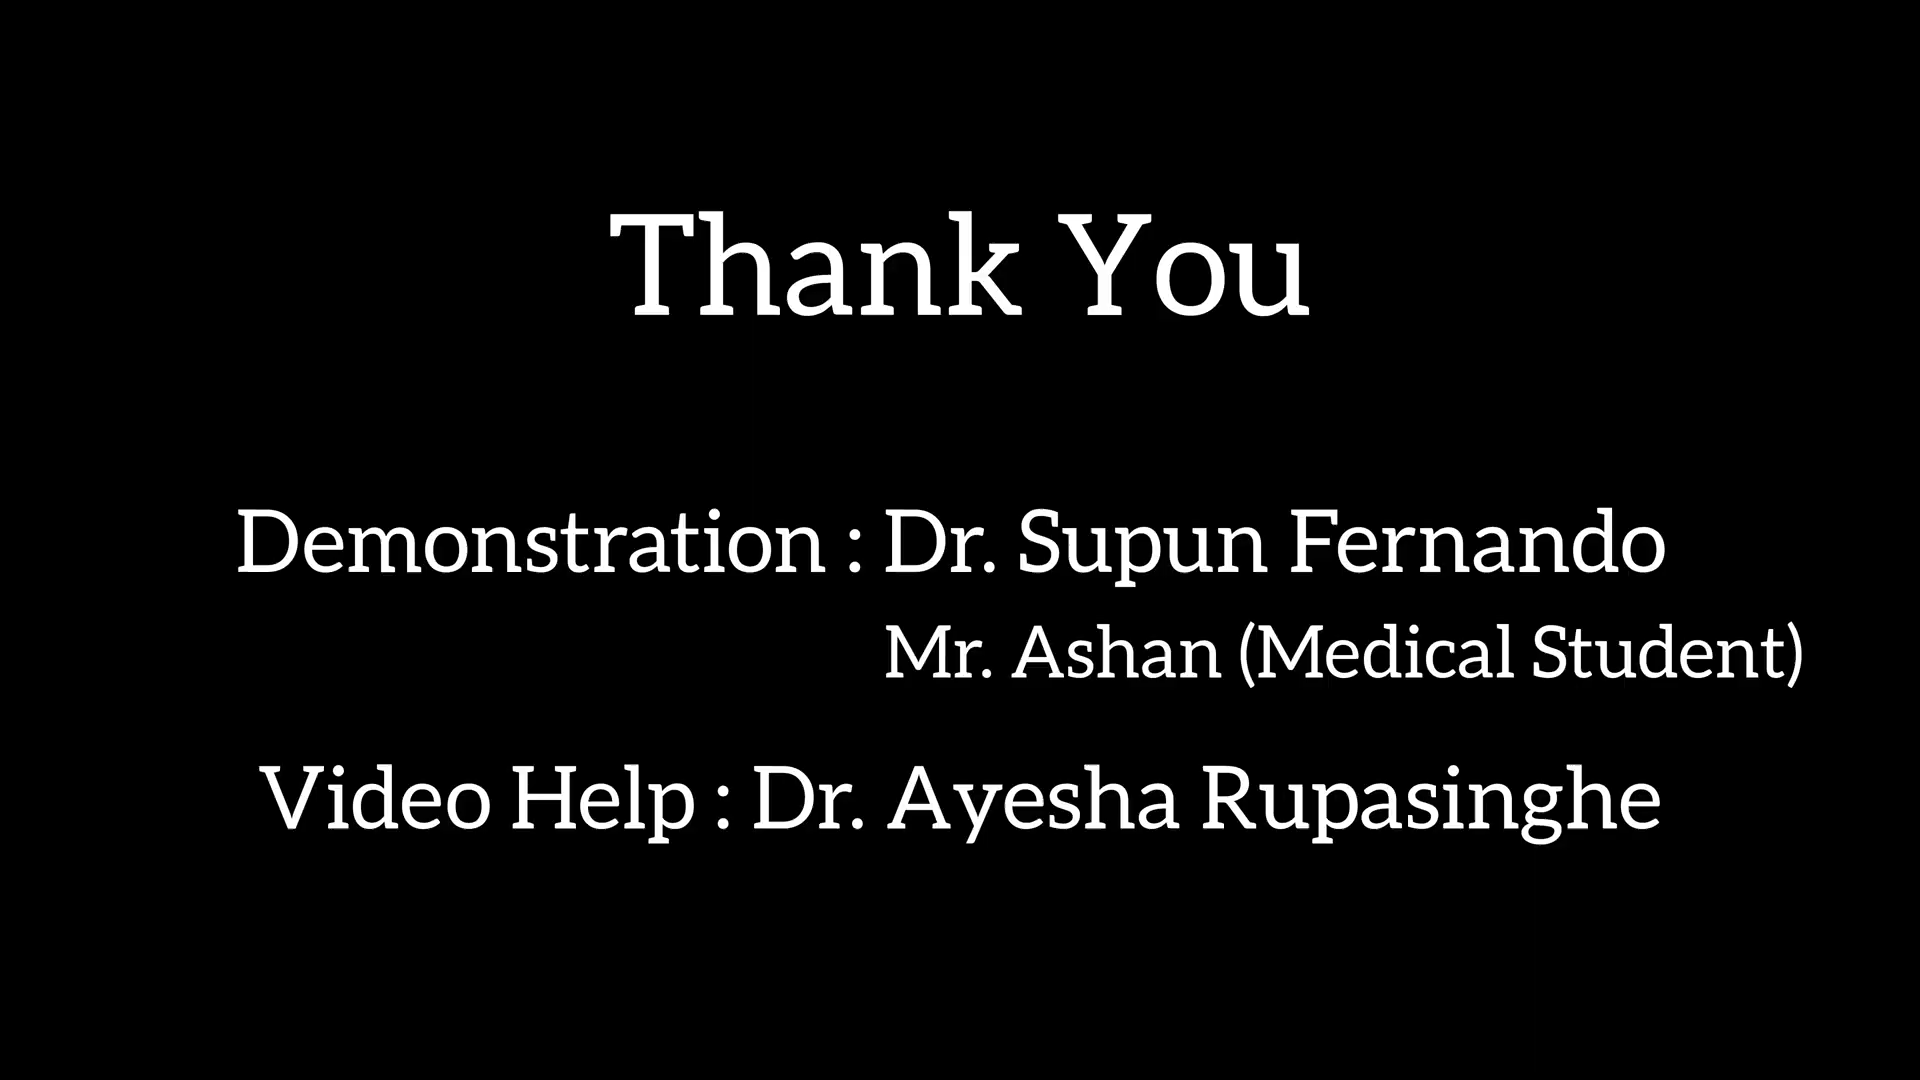 Thank You
Demonstration : Dr. Supun Fernando
Mr. Ashan (Medical Student)
Video Help : Dr. Ayesha Rupasinghe